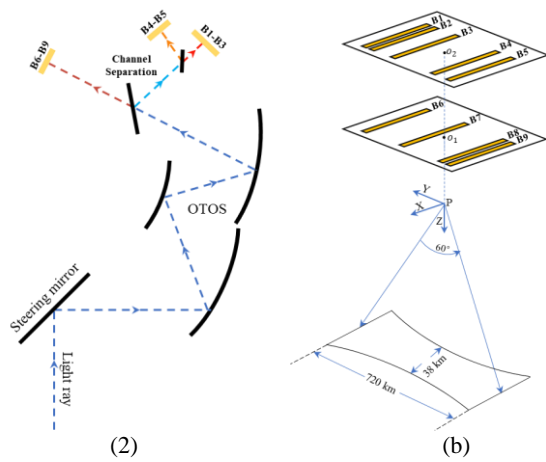 B4-B5
B1-B3
B6-B9
Channel
Separation
OTOS
Steering mirror
Light ray
(2)
B1
B2
B3
O2
B4
B5
B6
B7
O1
B8
B9
Y
P
X
Z
60°
38 km
720 km
(b)